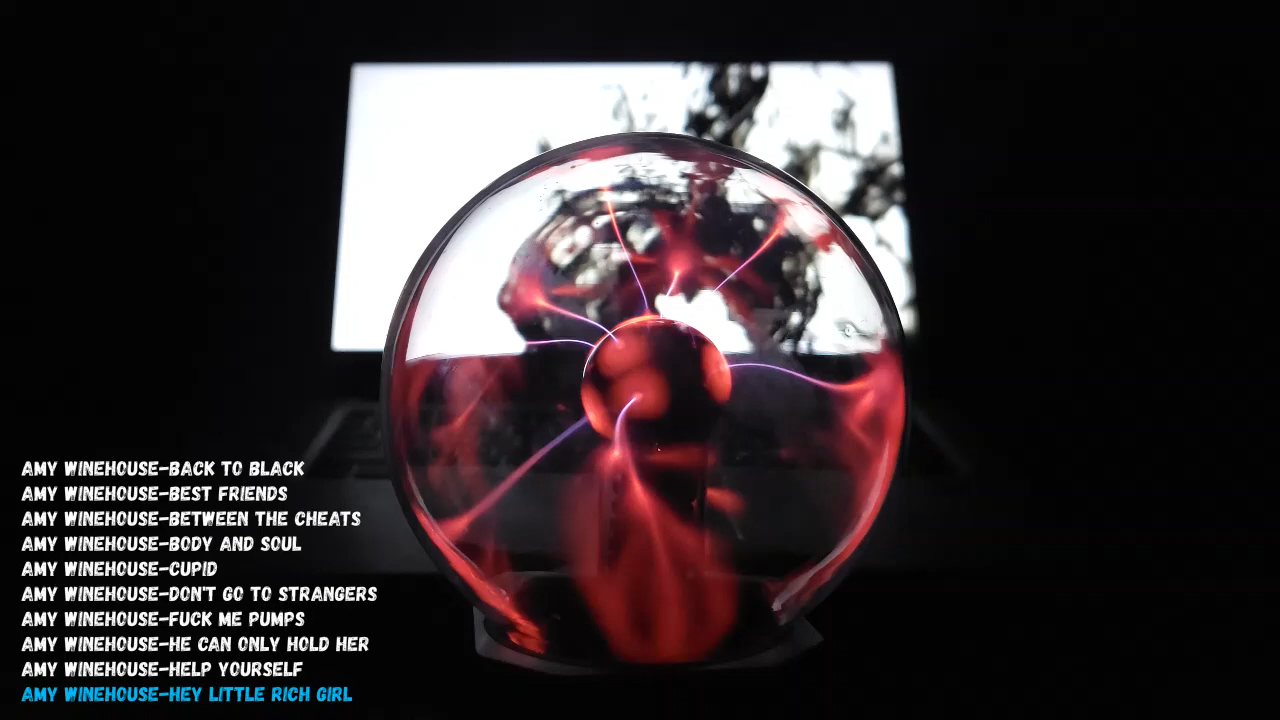 AMY WINEHOUSE-BACK TO BLACK
AMY WINEHOUSE-BEST FRIENDS
AMY WINEHOUSE-BETWEEN THE CHEATS
AMY WINEHOUSE-BODY AND SOUL
AMY WINEHOUSE-CUPID
AMY WINEHOUSE-DON'T GO TO STRANGERS
AMY WINEHOUSE-FUCK ME PUMPS
AMY WINEHOUSE-HE CAN ONLY HOLD HER
AMY WINEHOUSE-HELP YOURSELF
AMY WINEHOUSE-HEY LITTLE RICH GIRL